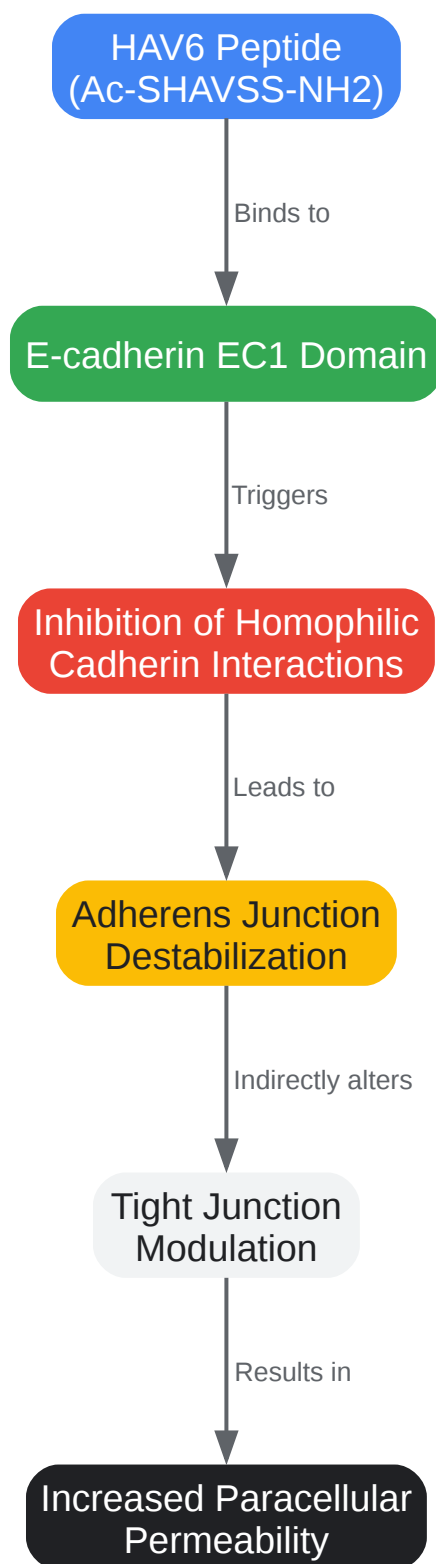 HAV6 Peptide
(Ac-SHAVSS-NH2)
Binds to
E-cadherin EC1 Domain
Triggers
Inhibition of Homophilic
Cadherin Interactions
Leads to
Adherens Junction
Destabilization
Indirectly alters
Tight Junction
Modulation
Results in
Increased Paracellular
Permeability